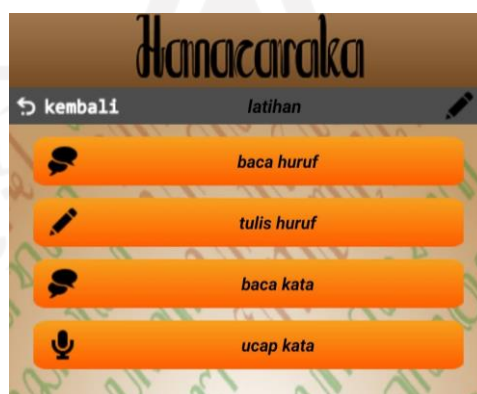 Hanacaraka
kembali latihan
baca huruf
tulis huruf
baca kata
ucap kata